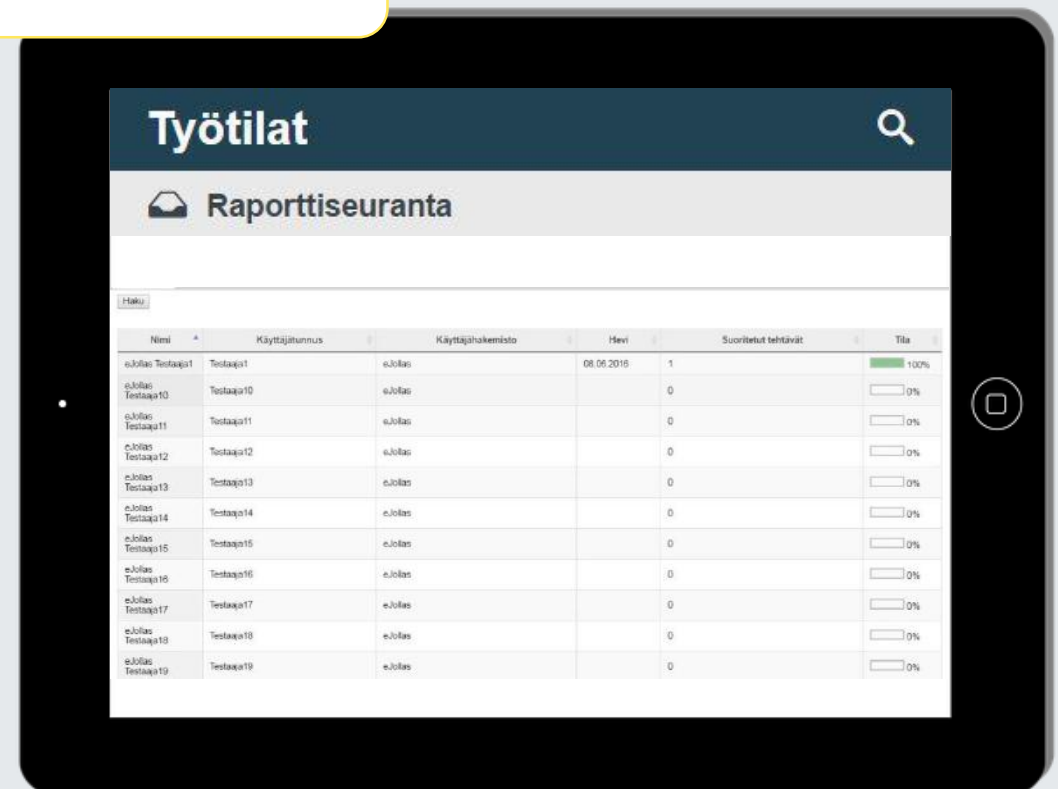 Työtilat
Raporttiseuranta
Haku
Nimi Käyttäjätunnus Käyttäjähakemisto Hevi Suoritetut tehtävät Tila
eJollas Testaaja1 Testaaja1 eJollas 08.06.2016 1 100%
eJollas
Testaaja10 Testaaja10 eJollas 0 0%
eJollas
Testaaja11 Testaaja11 eJollas 0 0%
eJollas
Testaaja12 Testaaja12 eJollas 0 0%
eJollas
Testaaja13 Testaaja13 eJollas 0 0%
eJollas
Testaaja14 Testaaja14 eJollas 0 0%
eJollas
Testaaja15 Testaaja15 eJollas 0 0%
eJollas
Testaaja16 Testaaja16 eJollas 0 0%
eJollas
Testaaja17 Testaaja17 eJollas 0 0%
eJollas
Testaaja18 Testaaja18 eJollas 0 0%
eJollas
Testaaja19 Testaaja19 eJollas 0 0%